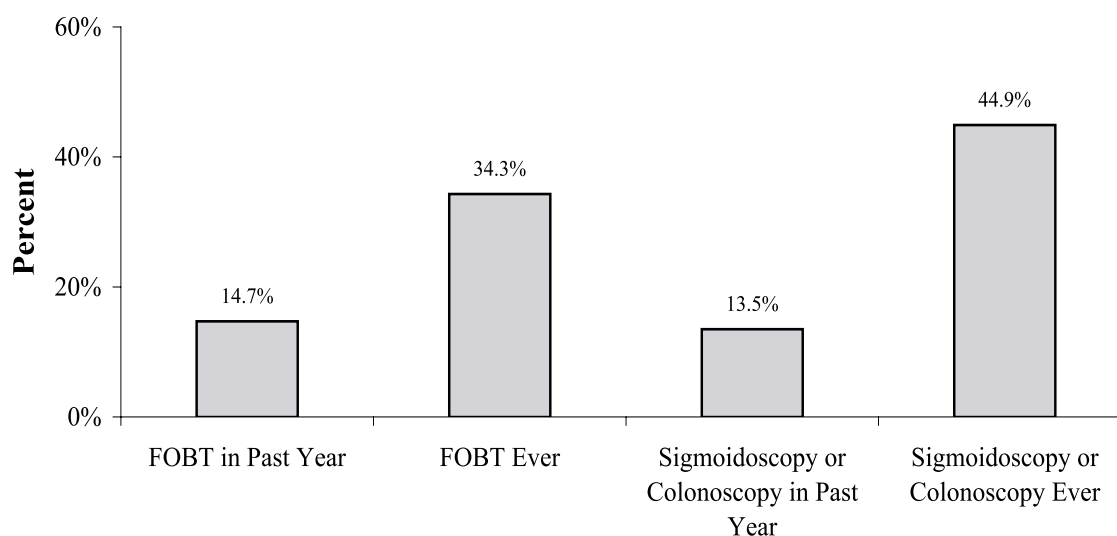 60%
44.9%
40%
34.3%
Percent
20%
14.7%
13.5%
0%
FOBT in Past Year
FOBT Ever
Sigmoidoscopy or
Colonoscopy in Past
Year
Sigmoidoscopy or
Colonoscopy Ever